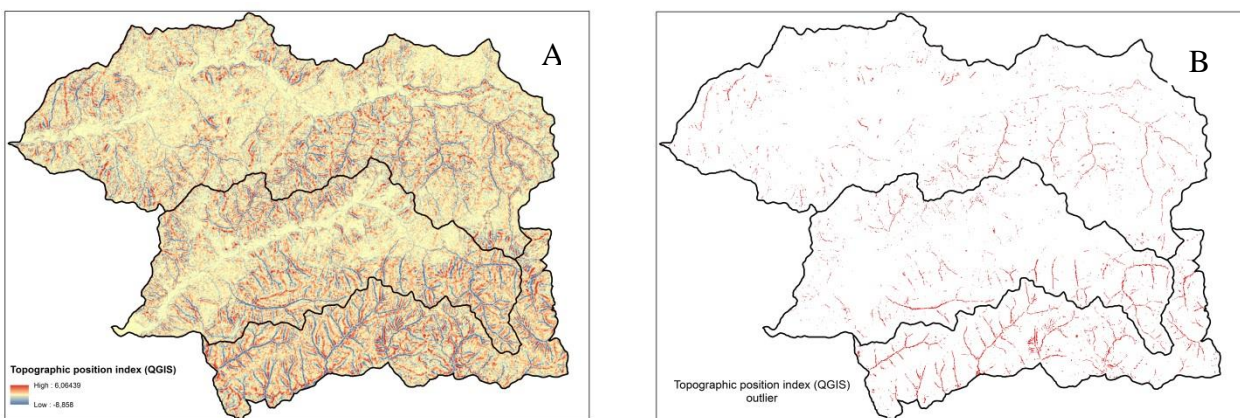 A
Topographic position index (QGIS)
High : 6,06439
Low : -8,858
B
Topographic position index (QGIS)
outlier